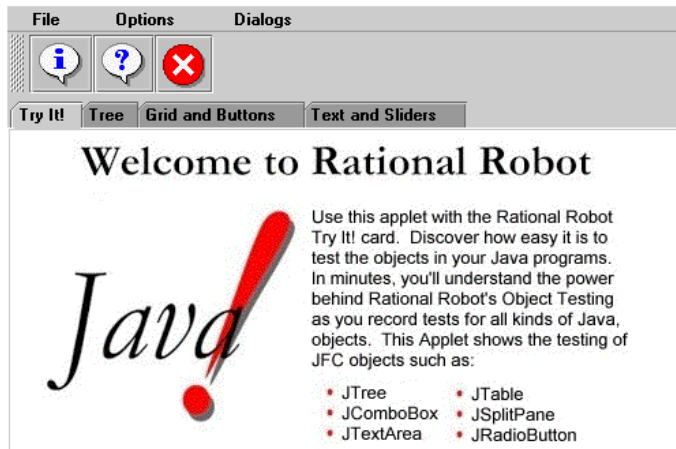 File Options Dialogs
i ?
Try It! Tree Grid and Buttons Text and Sliders
Welcome to Rational Robot
Java!
Use this applet with the Rational Robot
Try It! card. Discover how easy it is to
test the objects in your Java programs.
In minutes, you'll understand the power
behind Rational Robot's Object Testing
as you record tests for all kinds of Java,
objects. This Applet shows the testing of
JFC objects such as:
• JTree • JTable
• JComboBox • JSplitPane
• JTextArea • JRadioButton